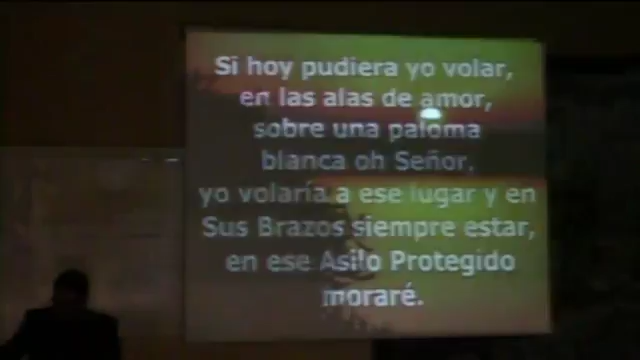 Si hoy pudiera yo volar,
en las alas de amor,
sobre una paloma
blanca oh Señor,
yo volaría a ese lugar y en
Sus Brazos siempre estar,
en ese Asilo Protegido
moraré.